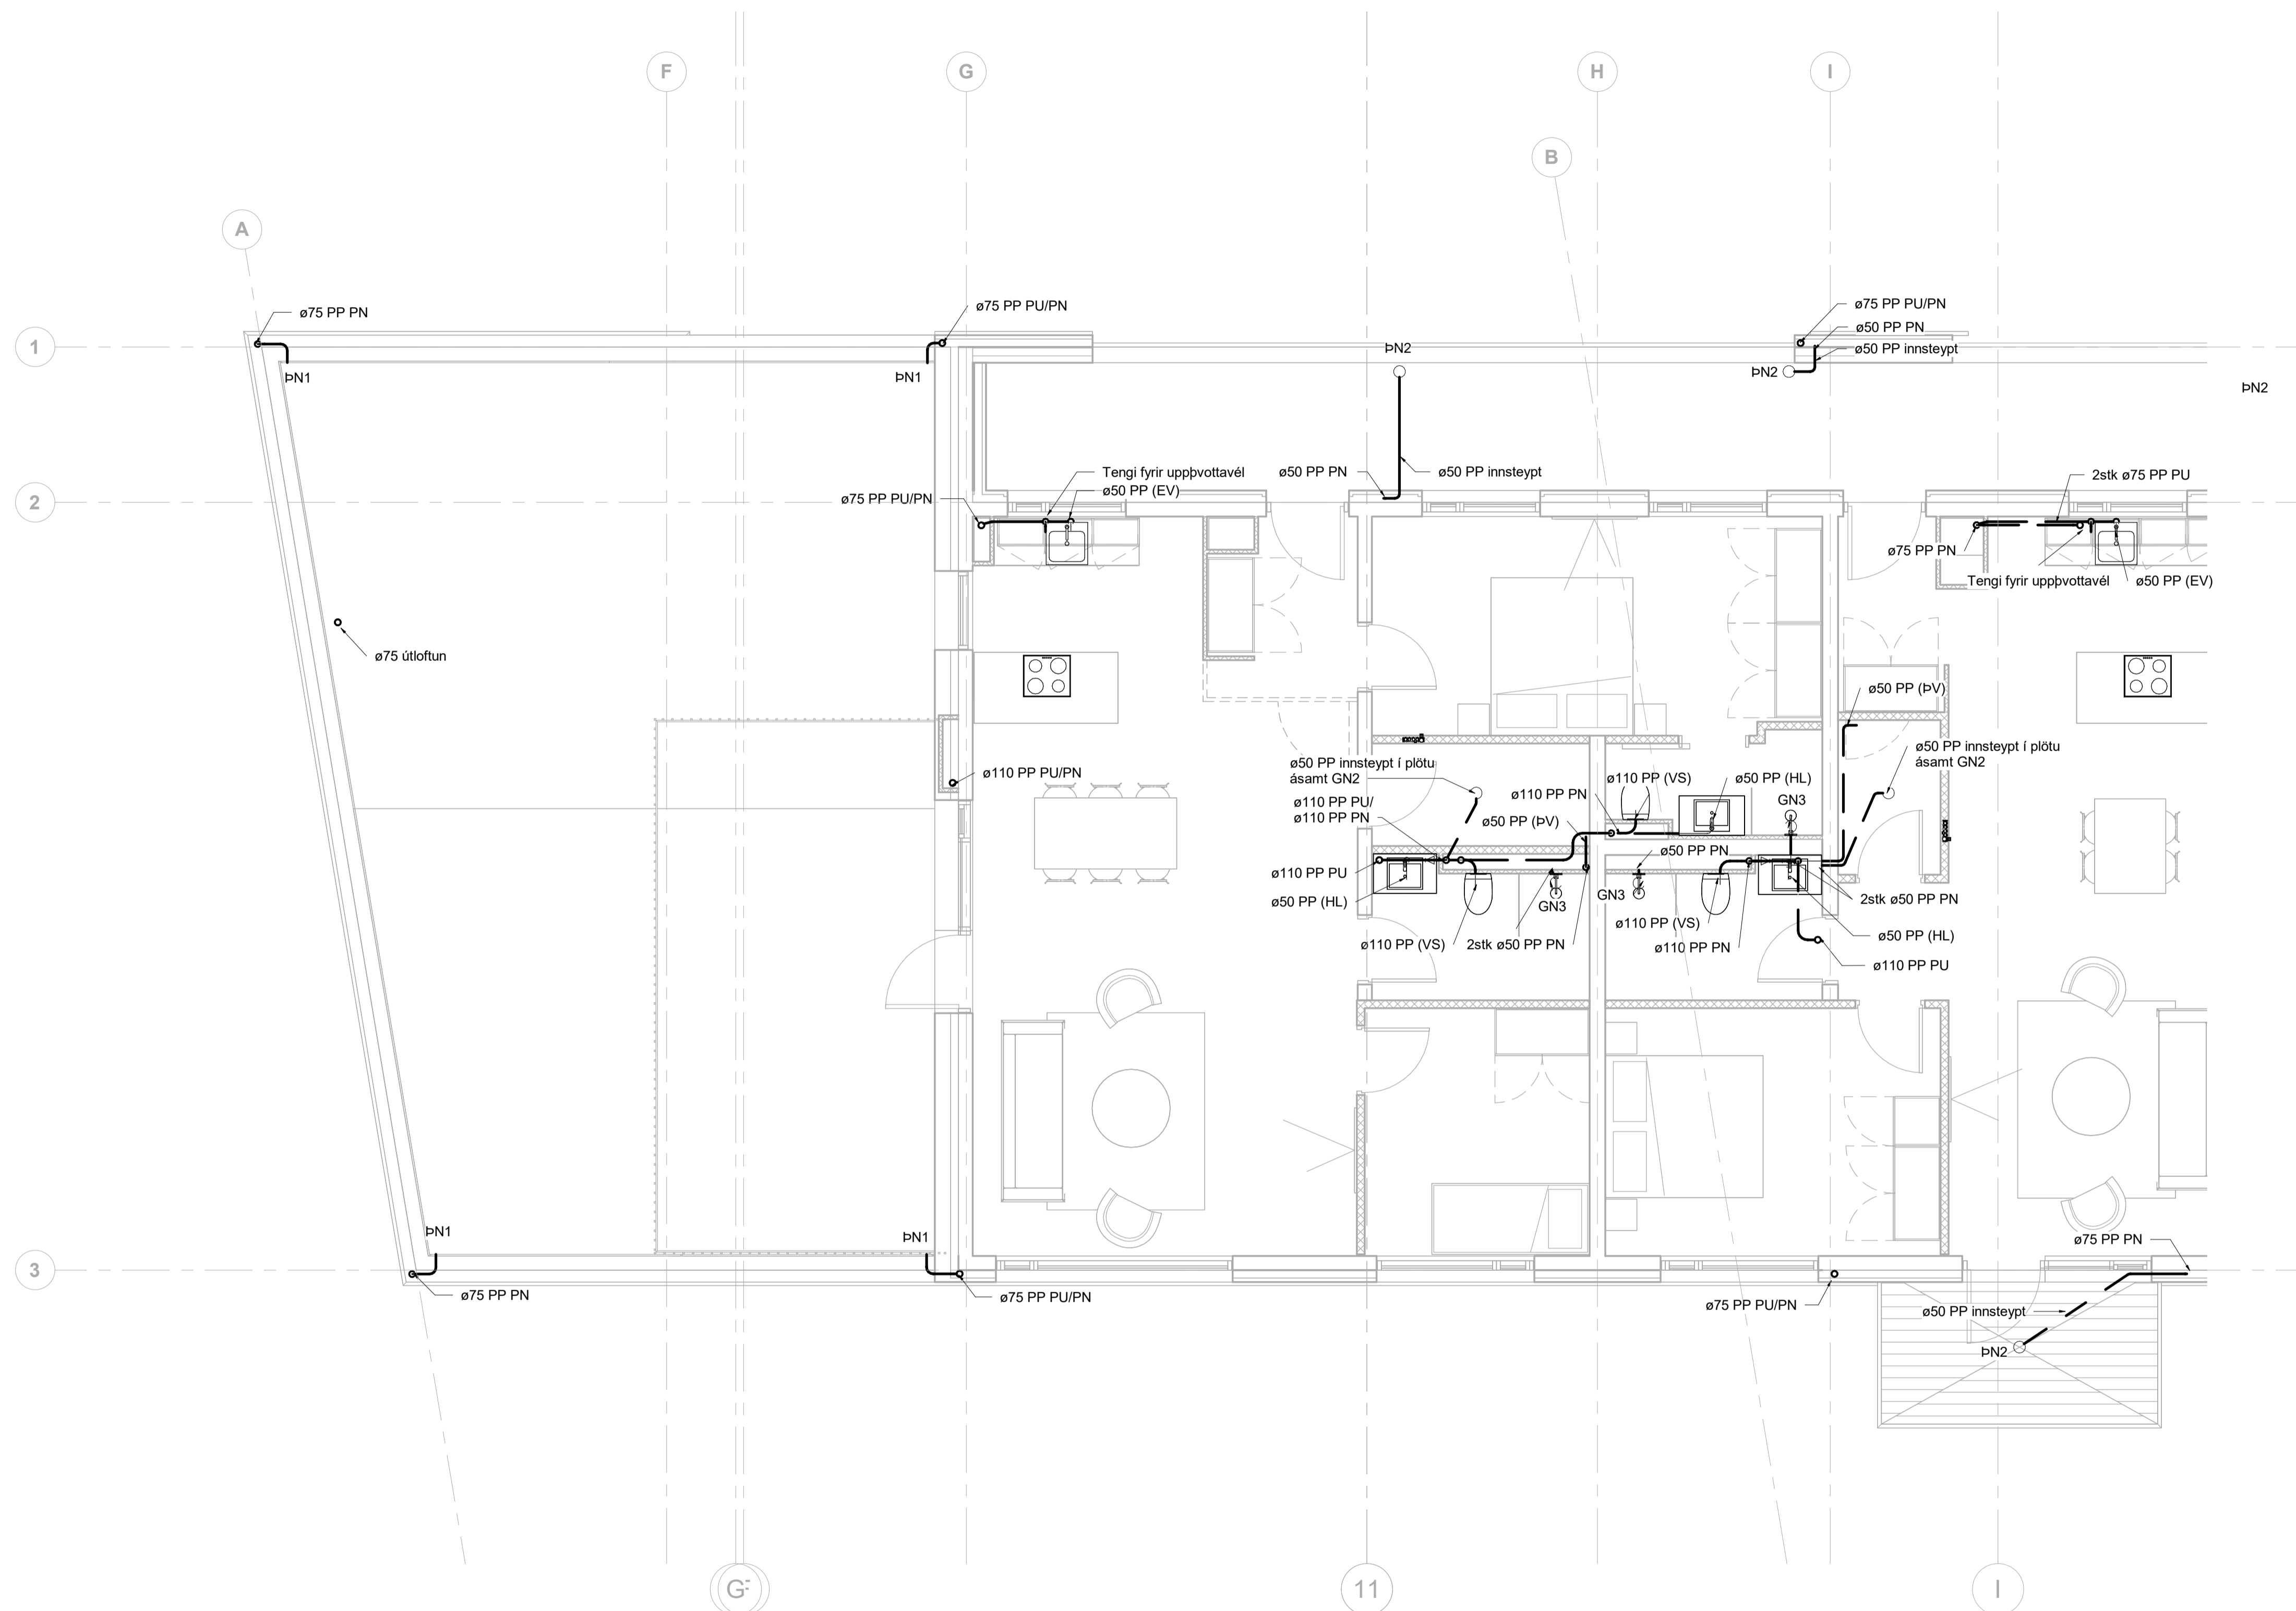 F
G
H
I
B
A
1
ø75 PP PN
ø75 PP PU/PN
ø75 PP PU/PN
ø50 PP PN
ø50 PP innsteypt
ÞN1
ÞN1
ÞN2
ÞN2
ÞN2
2
Tengi fyrir uppþvottavél
ø50 PP (EV)
ø75 PP PU/PN
ø50 PP PN
ø50 PP innsteypt
2stk ø75 PP PU
ø75 PP PN
Tengi fyrir uppþvottavél
ø50 PP (EV)
ø75 útloftun
ø50 PP (ÞV)
ø50 PP innsteypt í plötu
ásamt GN2
ø110 PP PU/PN
ø50 PP innsteypt í plötu
ásamt GN2
ø110 PP (VS)
ø50 PP (HL)
ø110 PP PN
GN3
ø110 PP PU/
ø110 PP PN
ø50 PP (ÞV)
ø50 PP PN
ø110 PP PU
ø50 PP (HL)
GN3
GN3
2stk ø50 PP PN
ø110 PP (VS)
2stk ø50 PP PN
ø110 PP (VS)
ø110 PP PN
ø50 PP (HL)
ø110 PP PU
ÞN1
ÞN1
ø75 PP PN
3
ø75 PP PN
ø75 PP PU/PN
ø75 PP PU/PN
ø50 PP innsteypt
ÞN2
G
11
I